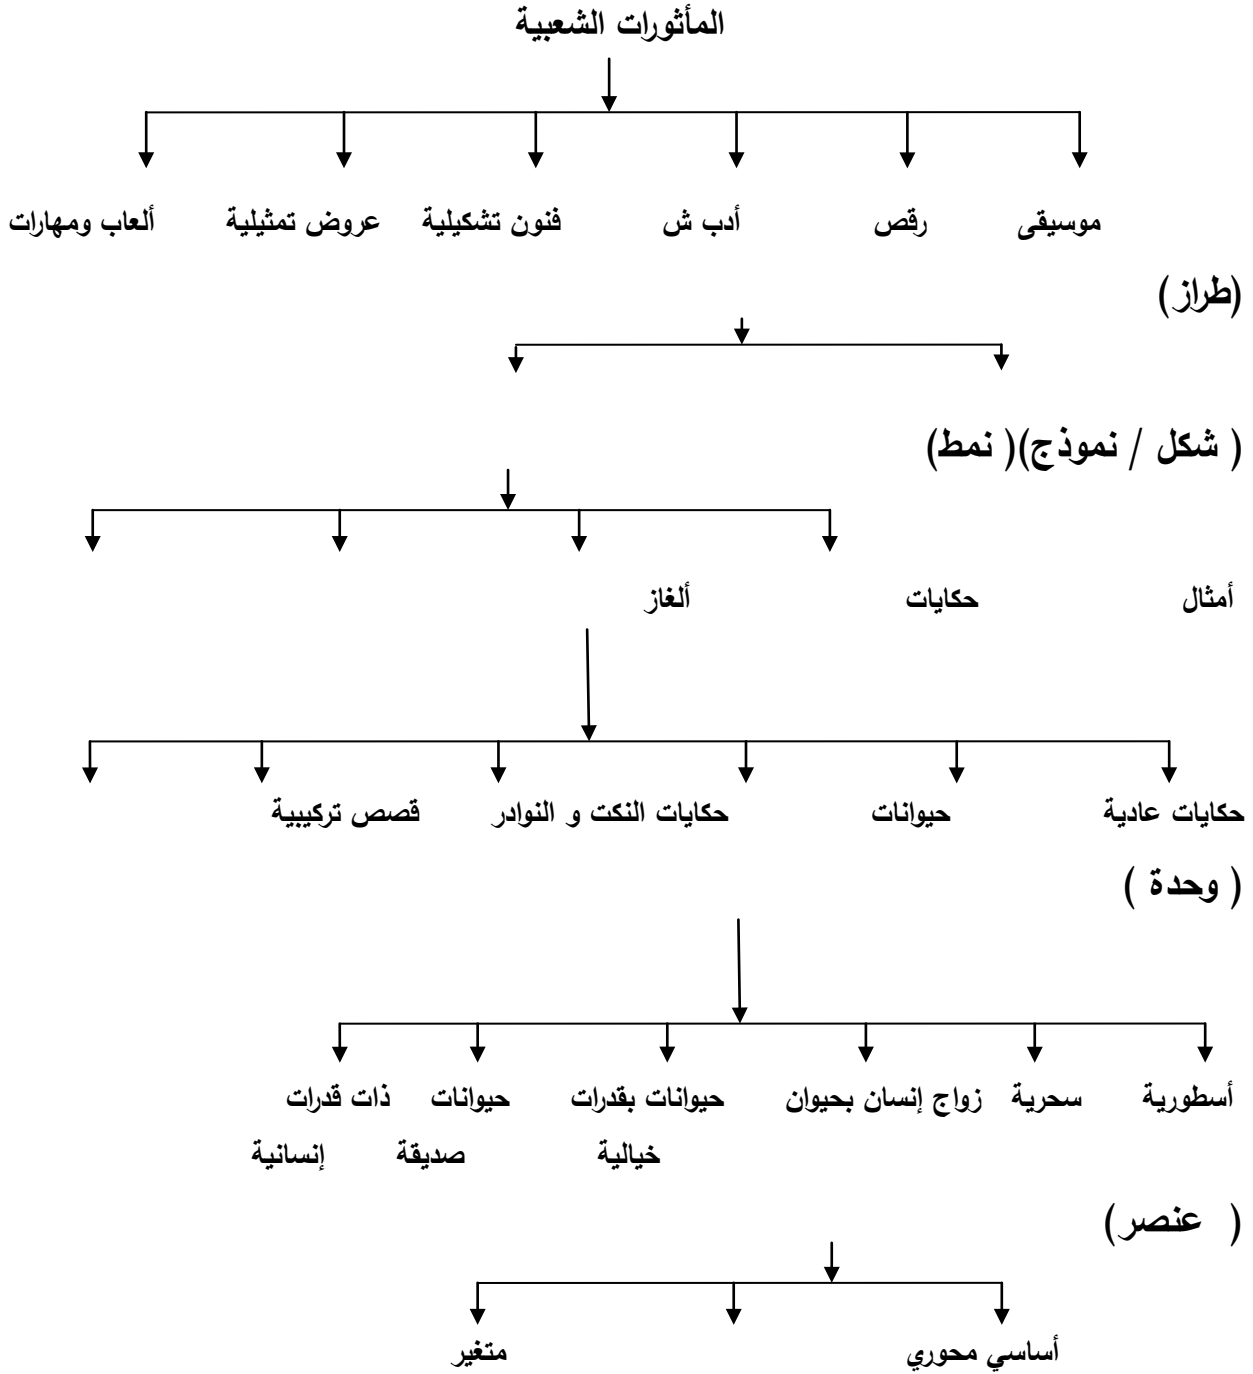 المأثورات الشعبية
موسيقى رقص أدب ش فنون تشكيلية عروض تمثيلية ألعاب ومهارات
(طراز)
( شكل / نموذج)( نمط)
أمثال حكايات ألغاز
حكايات عادية حيوانات حكايات النكت و النوادر قصص تركيبية
( وحدة )
أسطورية سحرية زواج إنسان بحيوان حيوانات بقدرات حيوانات ذات قدرات
خيالية صديقة إنسانية
( عنصر)
أساسي محوري متغير